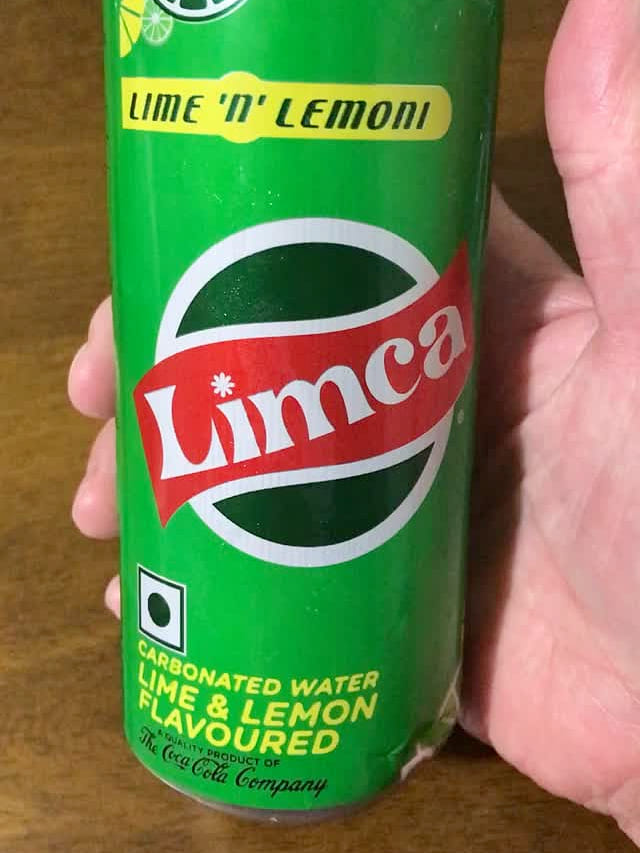 LIME 'N' LEMONI
Limca
CARBONATED WATER
LIME & LEMON
FLAVOURED
A QUALITY PRODUCT OF
The Coca-Cola Company